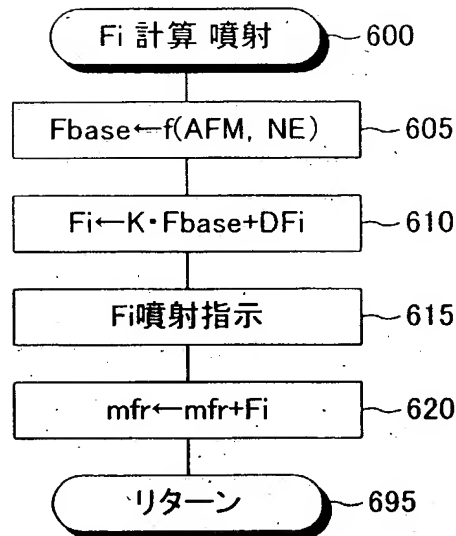 Fi 計算 噴射
600
Fbase←f(AFM, NE)
605
Fi←K・Fbase+DFi
610
Fi噴射指示
615
mfr←mfr+Fi
620
リターン
695